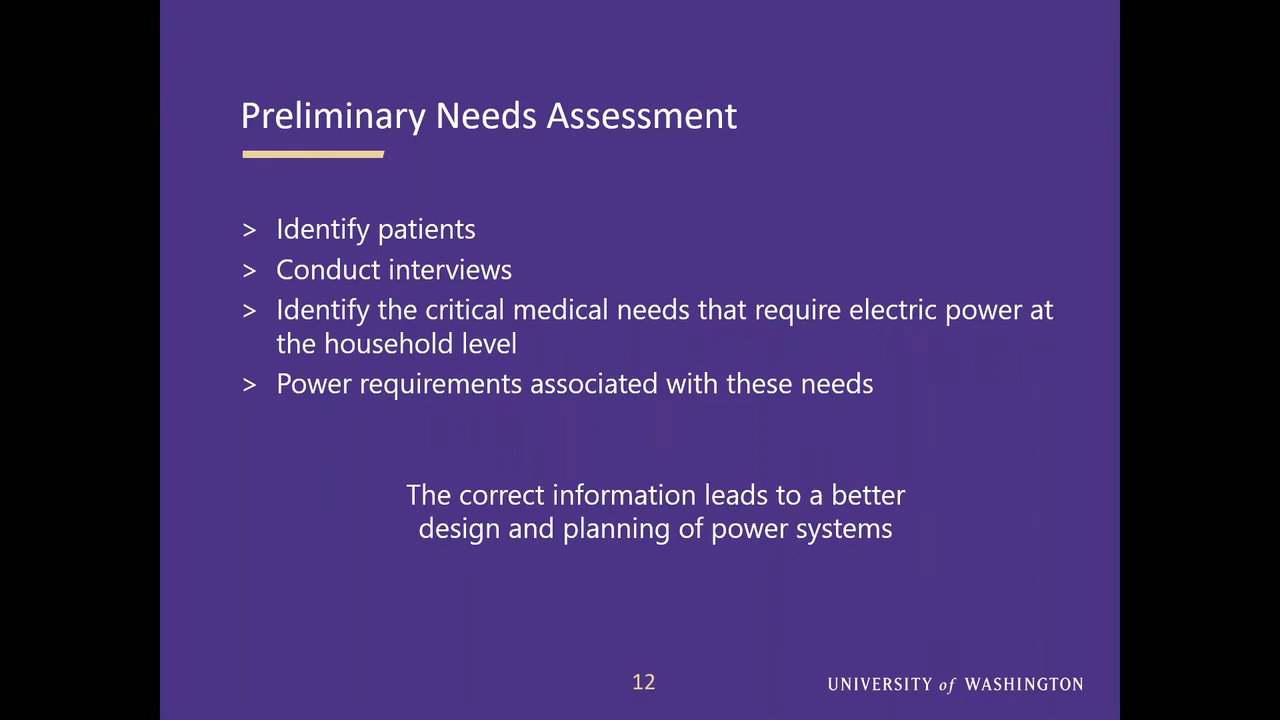 Preliminary Needs Assessment
> Identify patients
> Conduct interviews
> Identify the critical medical needs that require electric power at
the household level
> Power requirements associated with these needs
The correct information leads to a better
design and planning of power systems
12
UNIVERSITY of WASHINGTON